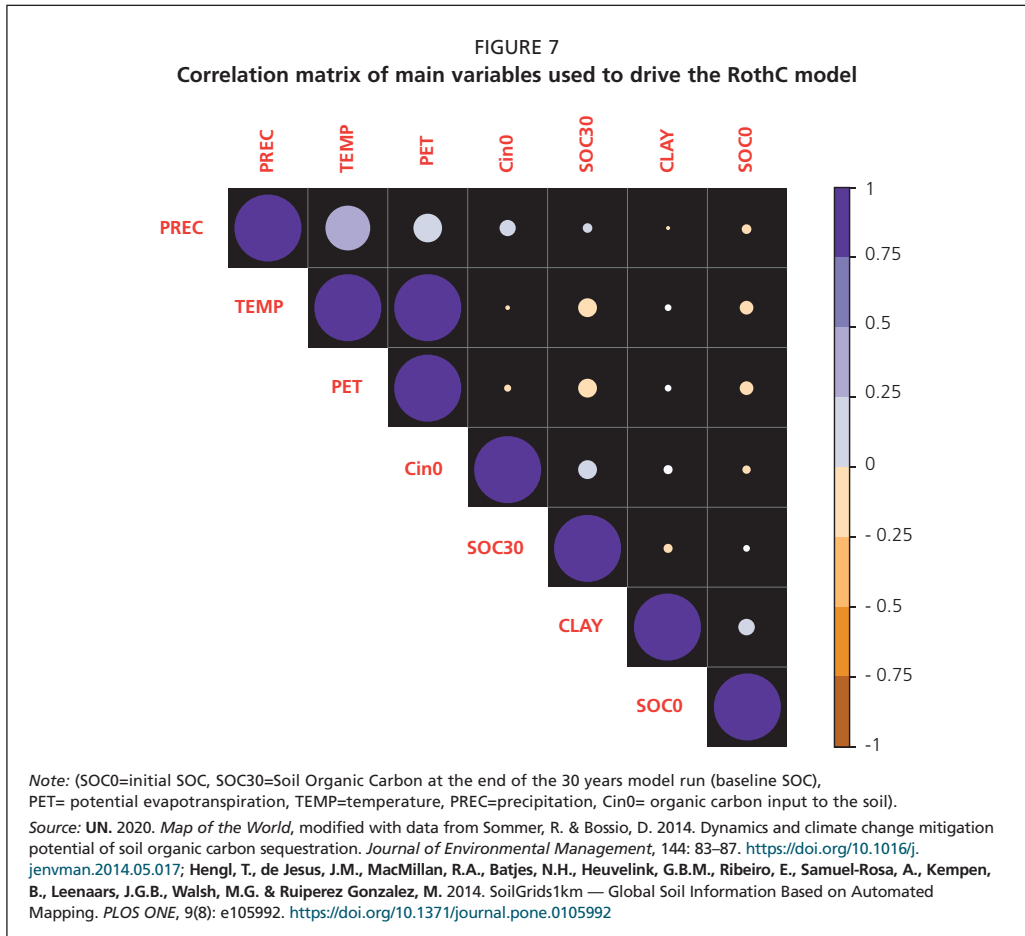 FIGURE 7
Correlation matrix of main variables used to drive the RothC model
PREC
TEMP
PET
Cin0
SOC30
CLAY
SOC0
PREC
TEMP
PET
Cin0
SOC30
CLAY
SOC0
1
0.75
0.5
0.25
0
- 0.25
- 0.5
- 0.75
-1
Note: (SOC0=initial SOC, SOC30=Soil Organic Carbon at the end of the 30 years model run (baseline SOC),
PET= potential evapotranspiration, TEMP=temperature, PREC=precipitation, Cin0= organic carbon input to the soil).
Source: UN. 2020. Map of the World, modified with data from Sommer, R. & Bossio, D. 2014. Dynamics and climate change mitigation
potential of soil organic carbon sequestration. Journal of Environmental Management, 144: 83–87. https://doi.org/10.1016/j.
jenvman.2014.05.017; Hengl, T., de Jesus, J.M., MacMillan, R.A., Batjes, N.H., Heuvelink, G.B.M., Ribeiro, E., Samuel-Rosa, A., Kempen,
B., Leenaars, J.G.B., Walsh, M.G. & Ruiperez Gonzalez, M. 2014. SoilGrids1km — Global Soil Information Based on Automated
Mapping. PLOS ONE, 9(8): e105992. https://doi.org/10.1371/journal.pone.0105992